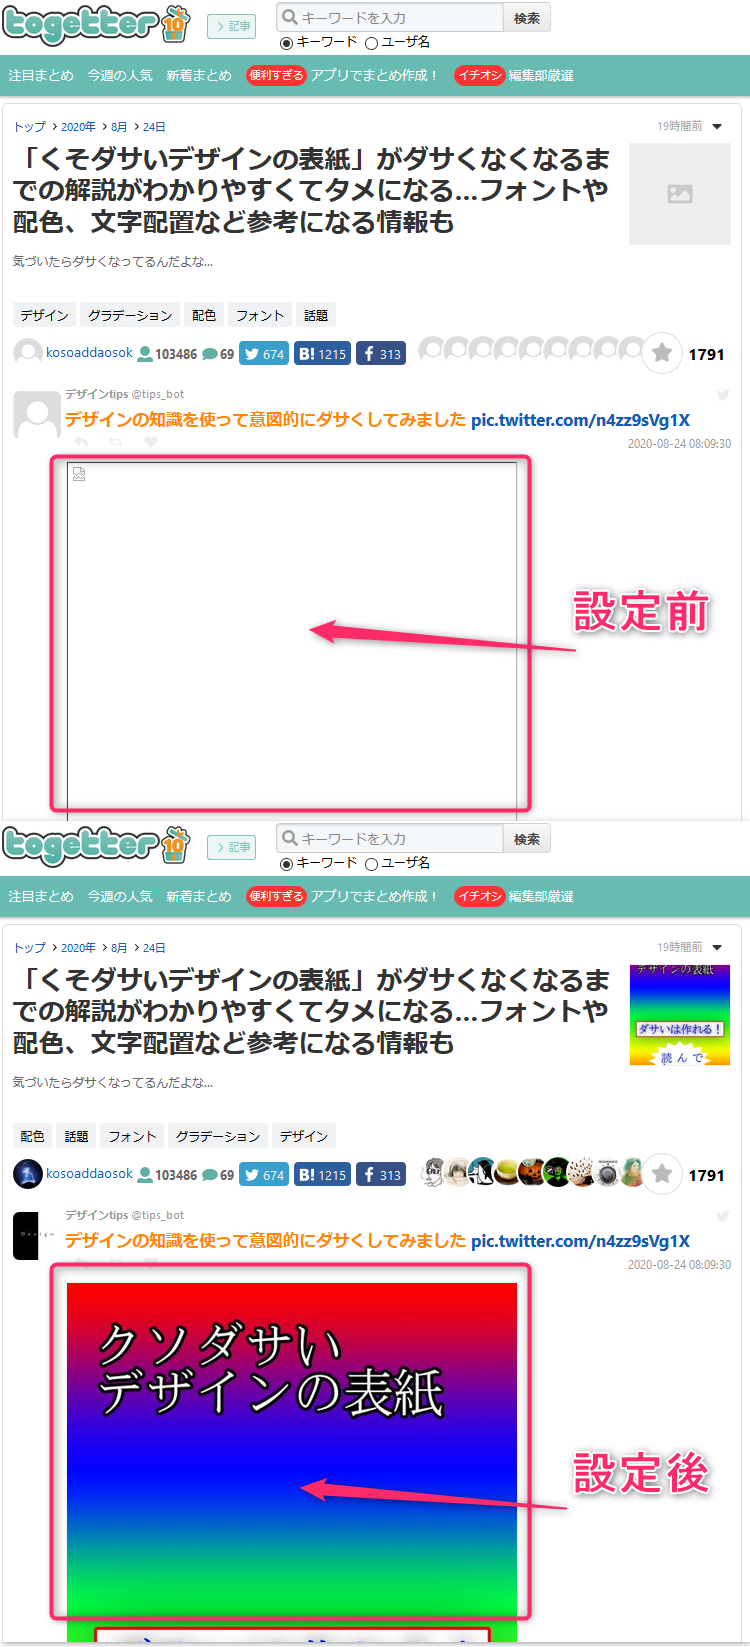 togetter 10
> 記事
キーワードを入力
検索
キーワード ユーザ名
注目まとめ 今週の人気 新着まとめ 便利すぎる アプリでまとめ作成！ イチオシ 編集部厳選
トップ > 2020年 > 8月 > 24日
19時間前
「くそダサいデザインの表紙」がダサくなくなるま
での解説がわかりやすくてタメになる...フォントや
配色、文字配置など参考になる情報も
気づいたらダサくなってるんだよな...
デザイン グラデーション 配色 フォント 話題
kosoaddaosok 103486 69 674 B! 1215 f 313 1791
デザインtips @tips_bot
デザインの知識を使って意図的にダサくしてみました pic.twitter.com/n4zz9sVg1X
2020-08-24 08:09:30
設定前
togetter 10
> 記事
キーワードを入力
検索
キーワード ユーザ名
注目まとめ 今週の人気 新着まとめ 便利すぎる アプリでまとめ作成！ イチオシ 編集部厳選
トップ > 2020年 > 8月 > 24日
19時間前
「くそダサいデザインの表紙」がダサくなくなるま
での解説がわかりやすくてタメになる...フォントや
配色、文字配置など参考になる情報も
デザインの表紙
ダサいは作れる！
読んで
気づいたらダサくなってるんだよな...
配色 話題 フォント グラデーション デザイン
kosoaddaosok 103486 69 674 B! 1215 f 313 1791
Design
デザインtips @tips_bot
デザインの知識を使って意図的にダサくしてみました pic.twitter.com/n4zz9sVg1X
2020-08-24 08:09:30
クソダサい
デザインの表紙
設定後